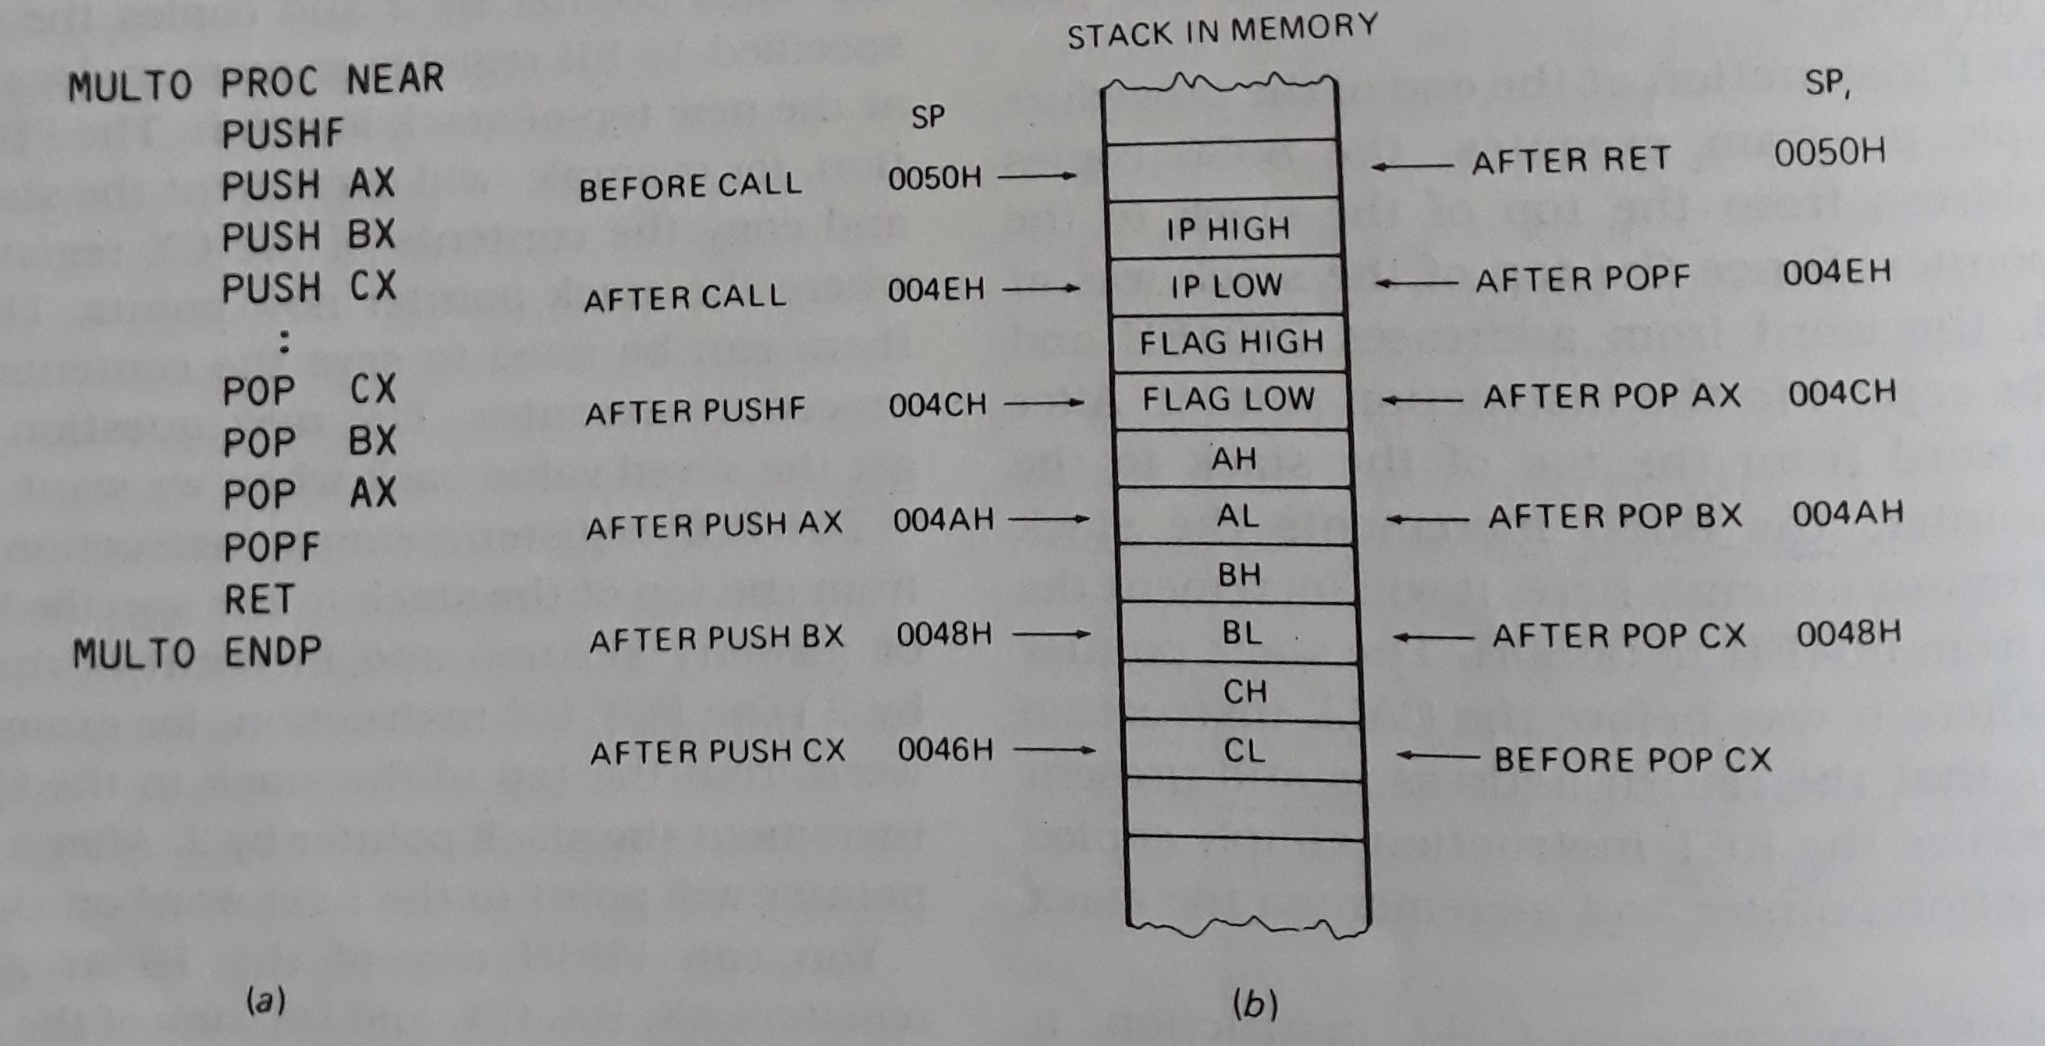 MULTO PROC NEAR
PUSHF
PUSH AX
PUSH BX
PUSH CX
:
POP CX
POP BX
POP AX
POPF
RET
MULTO ENDP
(a)
STACK IN MEMORY
SP
SP,
BEFORE CALL 0050H
AFTER RET 0050H
IP HIGH
AFTER CALL 004EH IP LOW AFTER POPF 004EH
FLAG HIGH
AFTER PUSHF 004CH FLAG LOW AFTER POP AX 004CH
AH
AFTER PUSH AX 004AH AL AFTER POP BX 004AH
BH
AFTER PUSH BX 0048H BL AFTER POP CX 0048H
CH
AFTER PUSH CX 0046H CL BEFORE POP CX
(b)